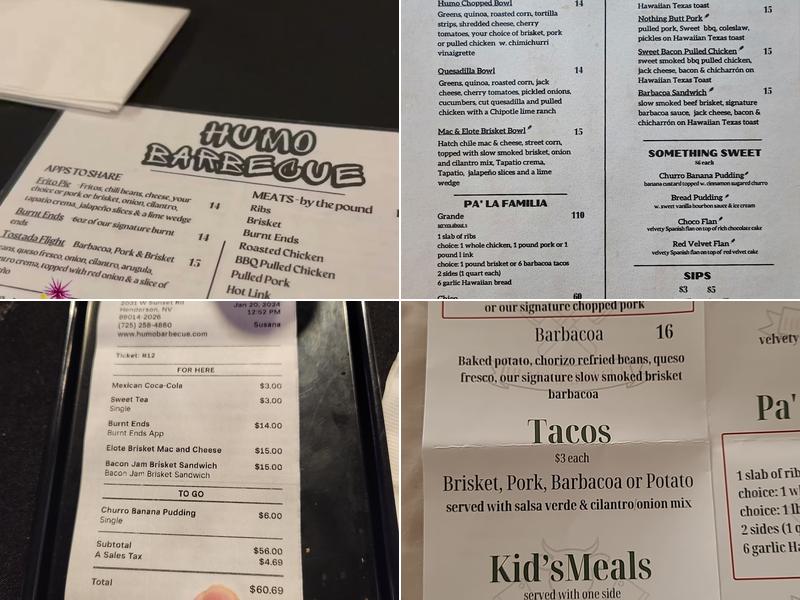 HUMO
BARBECUE
APPS TO SHARE
Frito Pie -Fritos, chili beans, cheese, your
choice or pork or brisket, onion, cilantro,
tapatio crema, jalapeño slices & a lime wedge
14
Burnt Ends 6oz of our signature burnt
ends
14
Tostada Flight Barbacoa, Pork & Brisket
eans, queso fresco, onion, cilantro, arugula,
ntro crema, topped with red onion & a slice of
15
MEATS - by the pound
Ribs
Brisket
Burnt Ends
Roasted Chicken
BBQ Pulled Chicken
Pulled Pork
Hot Link
Humo Chopped Bowl 14
Greens, quinoa, roasted corn, tortilla
strips, shredded cheese, cherry
tomatoes, your choice of brisket, pork
or pulled chicken w. chimichurri
vinaigrette
Quesadilla Bowl 14
Greens, quinoa, roasted corn, jack
cheese, cherry tomatoes, pickled onions,
cucumbers, cut quesadilla and pulled
chicken with a Chipotle lime ranch
Mac & Elote Brisket Bowl 15
Hatch chile mac & cheese, street corn,
topped with slow smoked brisket, onion
and cilantro mix, Tapatio crema,
Tapatio, jalapeño slices and a lime
wedge
PA' LA FAMILIA
Grande 110
1 slab of ribs
choice: 1 whole chicken, 1 pound pork or 1
pound link
choice: 1 pound brisket or 6 barbacoa tacos
2 sides (1 quart each)
6 garlic Hawaiian bread
60
Hawaiian Texas toast
15
Nothing Butt Pork
pulled pork, Sweet bbq, coleslaw,
pickles on Hawaiian Texas toast
Sweet Bacon Pulled Chicken 15
sweet smoked bbq pulled chicken,
jack cheese, bacon & chicharrón on
Hawaiian Texas Toast
Barbacoa Sandwich 15
slow smoked beef brisket, signature
barbacoa sauce, jack cheese, bacon &
chicharrón on Hawaiian Texas toast
SOMETHING SWEET
$6 each
Churro Banana Pudding
banana custard topped w. cinnamon sugared churro
Bread Pudding
w. sweet vanilla bourbon sauce & ice cream
Choco Flan
velvety Spanish flan on top of rich chocolate cake
Red Velvet Flan
velvety Spanish flan on top of red velvet cake
SIPS
$3 $5
2031 W Sunset Rd
Henderson, NV
89014-2026
(725) 258-4880
www.humobarbecue.com
Jan 20, 2024
12:52 PM
Susana
Ticket: R12
FOR HERE
Mexican Coca-Cola $3.00
Sweet Tea $3.00
Single
Burnt Ends $14.00
Burnt Ends App
Elote Brisket Mac and Cheese $15.00
Bacon Jam Brisket Sandwich $15.00
Bacon Jam Brisket Sandwich
TO GO
Churro Banana Pudding $6.00
Single
Subtotal $56.00
A Sales Tax $4.69
Total $60.69
or our signature chopped pork
Barbacoa 16
Baked potato, chorizo refried beans, queso
fresco, our signature slow smoked brisket
barbacoa
Tacos
$3 each
Brisket, Pork, Barbacoa or Potato
served with salsa verde & cilantro/onion mix
Kid'sMeals
served with one side
velvety
Pa'
1 slab of rib
choice: 1 w
choice: 1 lb
2 sides (1 q
6 garlic Ha